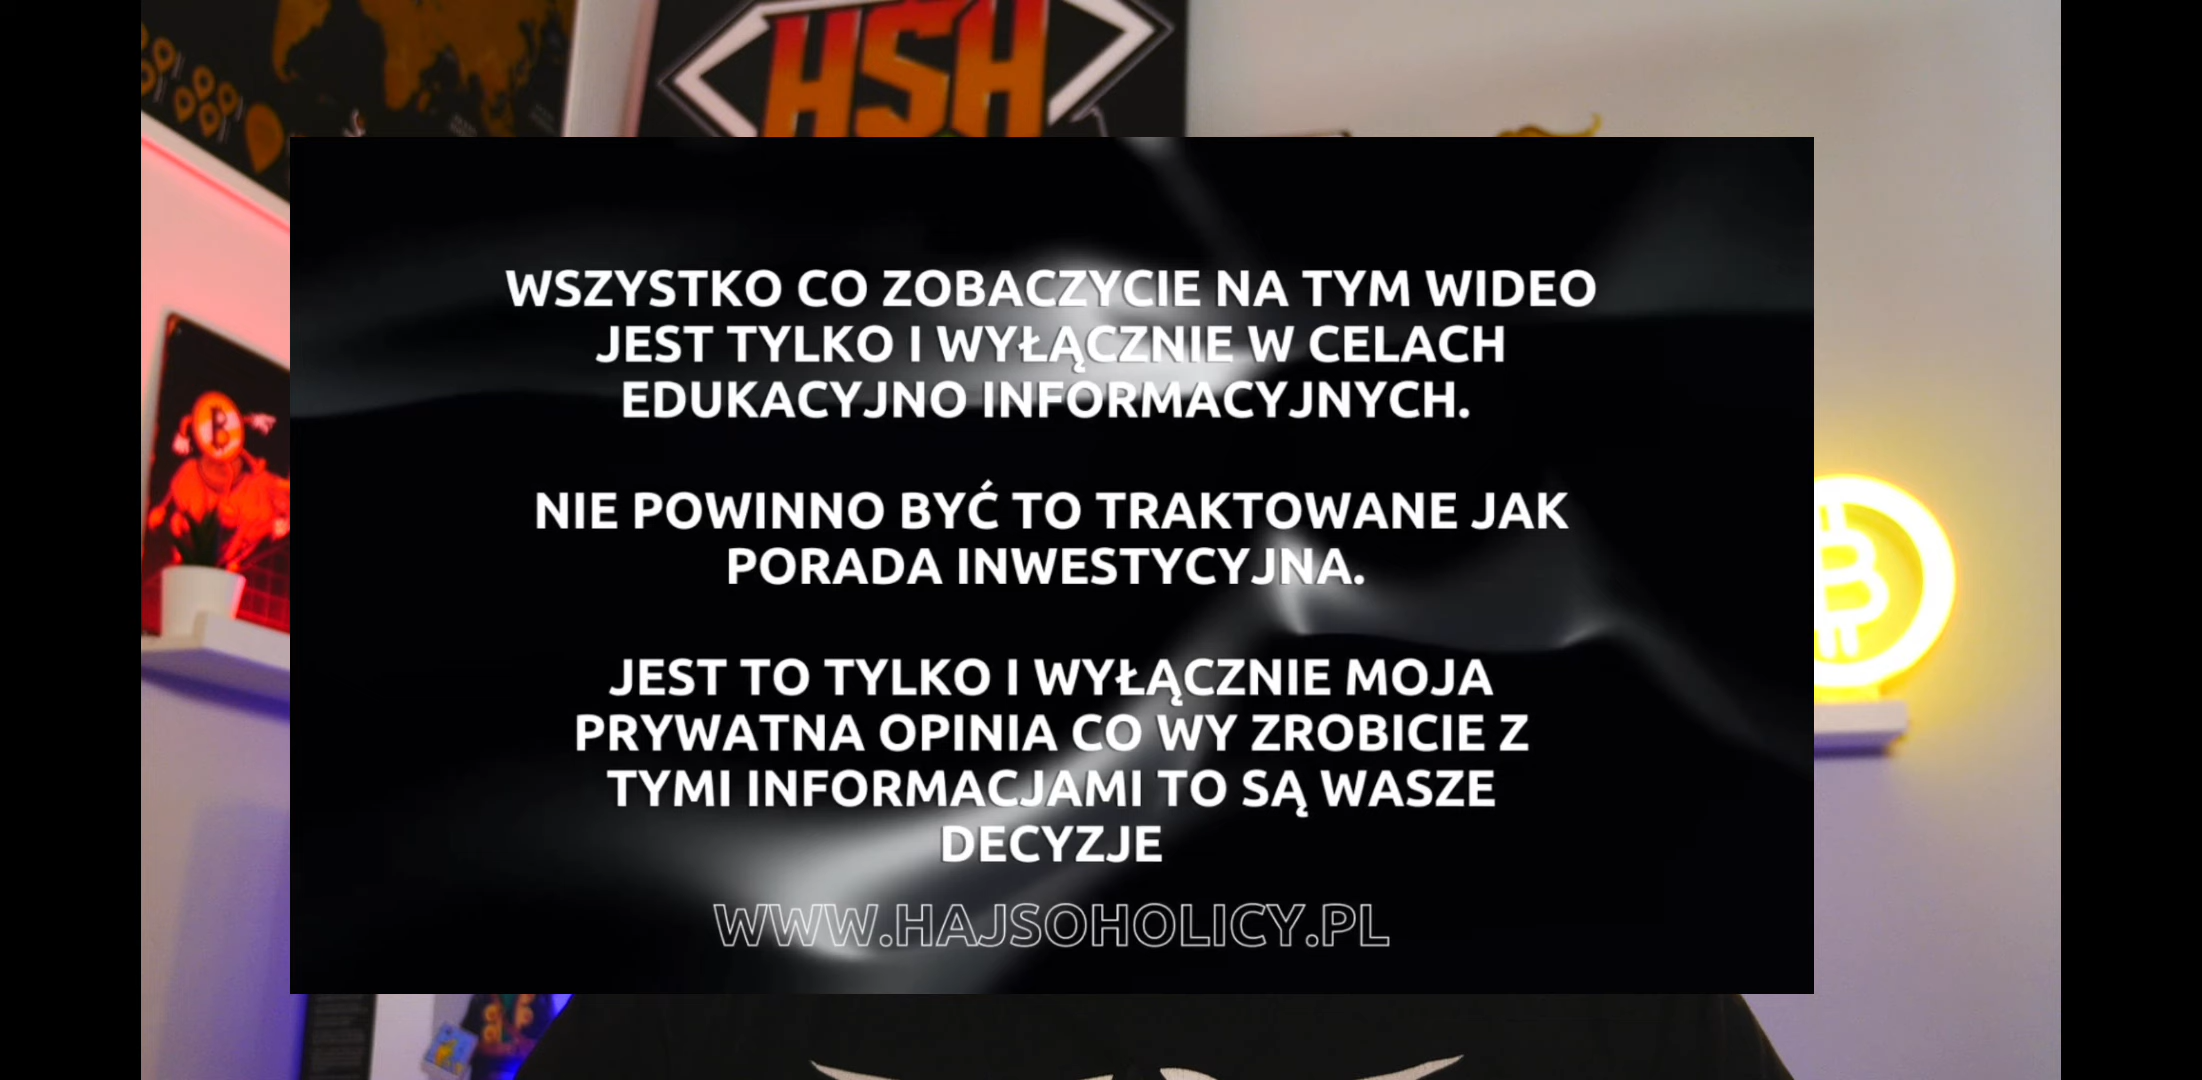 HSH
WSZYSTKO CO ZOBACZYCIE NA TYM WIDEO
JEST TYLKO I WYŁĄCZNIE W CELACH
EDUKACYJNO INFORMACYJNYCH.
NIE POWINNO BYĆ TO TRAKTOWANE JAK
PORADA INWESTYCYJNA.
JEST TO TYLKO I WYŁĄCZNIE MOJA
PRYWATNA OPINIA CO WY ZROBICIE Z
TYMI INFORMACJAMI TO SĄ WASZE
DECYZJE
WWW.HAJSOHOLICY.PL